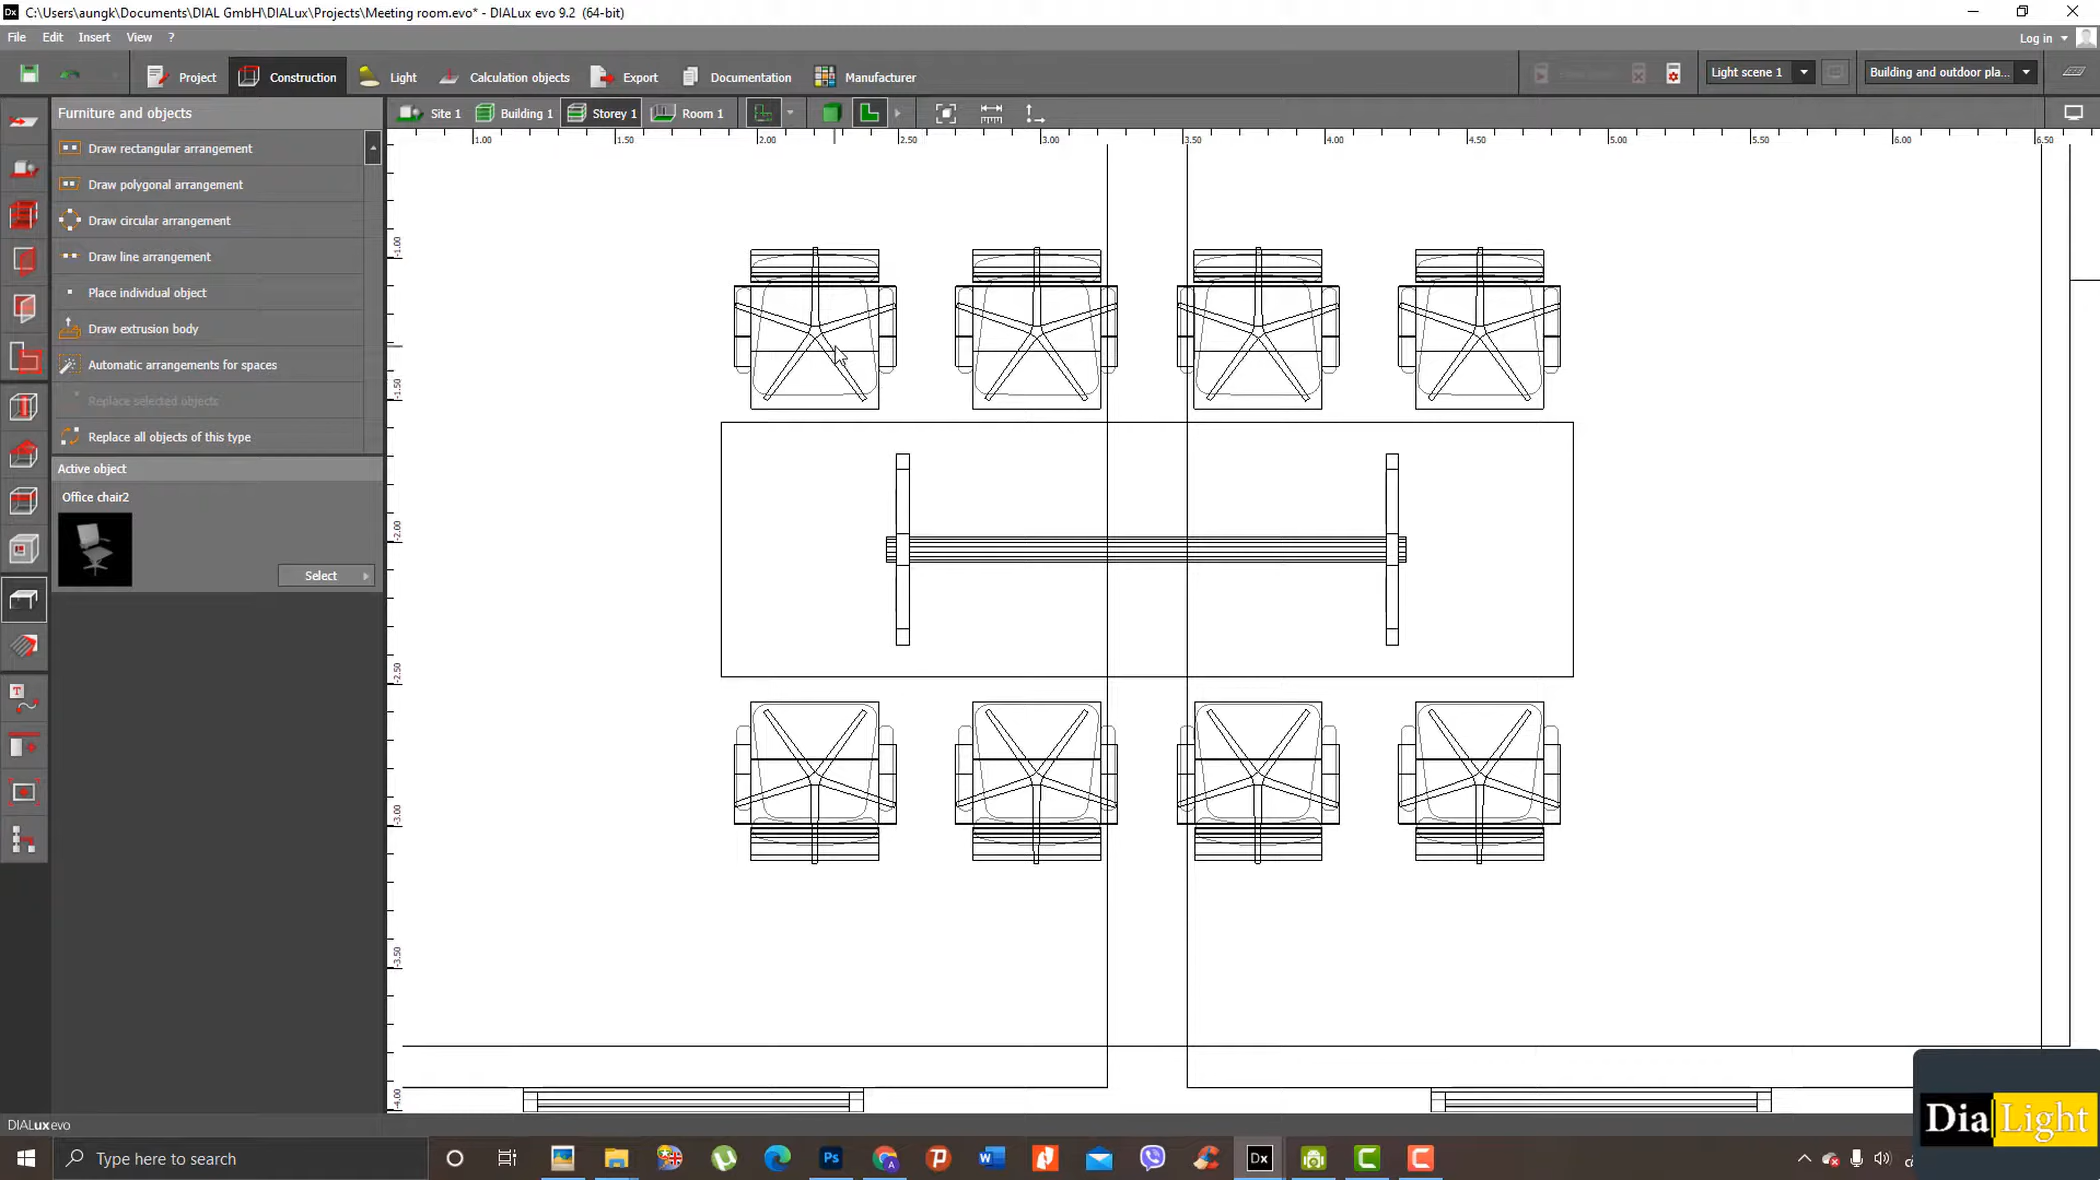 C:\Users\aungk\Documents\DIAL GmbH\DIALux\Projects\Meeting room.evo* - DIALux evo 9.2 (64-bit)
File Edit Insert View ?
Log in
Project Construction Light Calculation objects Export Documentation Manufacturer
Light scene 1 Building and outdoor pla...
Furniture and objects
Site 1 Building 1 Storey 1 Room 1
1.00 1.50 2.00 2.50 3.00 3.50 4.00 4.50 5.00 5.50 6.00 6.50
Draw rectangular arrangement
Draw polygonal arrangement
Draw circular arrangement
Draw line arrangement
Place individual object
Draw extrusion body
Automatic arrangements for spaces
Replace selected objects
Replace all objects of this type
Active object
Office chair2
Select
-1.00
-1.50
-2.00
-2.50
-3.00
-3.50
-4.00
DIALux evo
Dia Light
Type here to search